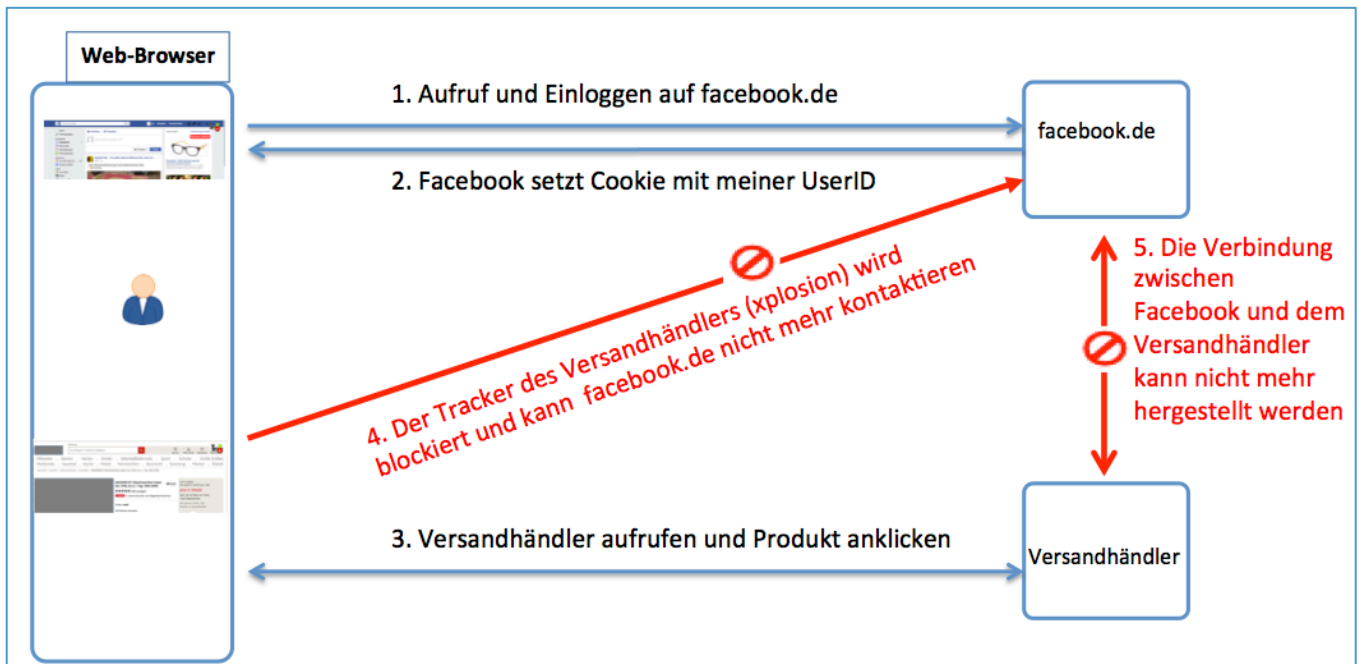 Web-Browser
1. Aufruf und Einloggen auf facebook.de
facebook.de
2. Facebook setzt Cookie mit meiner UserID
4. Der Tracker des Versandhändlers (xplosion) wird
blockiert und kann facebook.de nicht mehr kontaktieren
5. Die Verbindung
zwischen
Facebook und dem
Versandhändler
kann nicht mehr
hergestellt werden
3. Versandhändler aufrufen und Produkt anklicken
Versandhändler